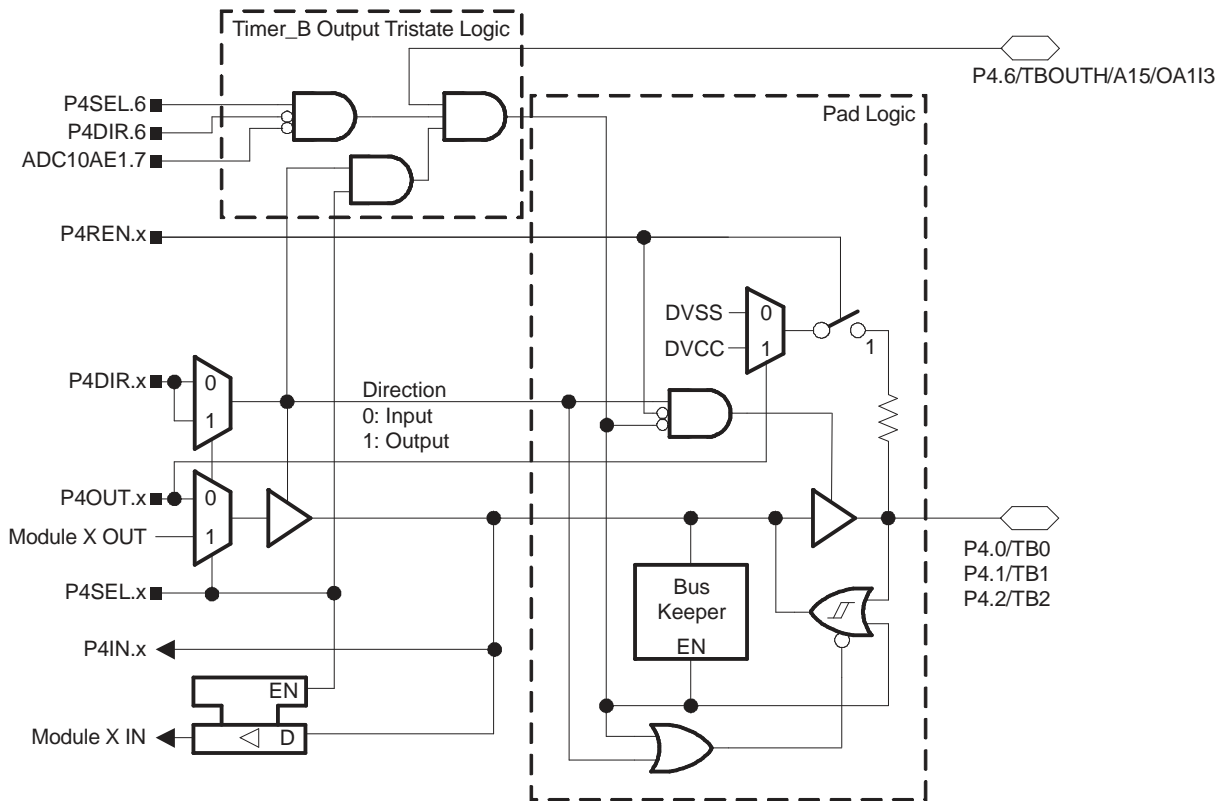 Timer_B Output Tristate Logic
P4.6/TBOUTH/A15/OA1I3
P4SEL.6
P4DIR.6
ADC10AE1.7
Pad Logic
P4REN.x
DVSS
0
DVCC
1
1
P4DIR.x
0
1
Direction
0: Input
1: Output
P4OUT.x
0
Module X OUT
1
P4SEL.x
P4.0/TB0
P4.1/TB1
P4.2/TB2
Bus
Keeper
EN
P4IN.x
EN
Module X IN
D